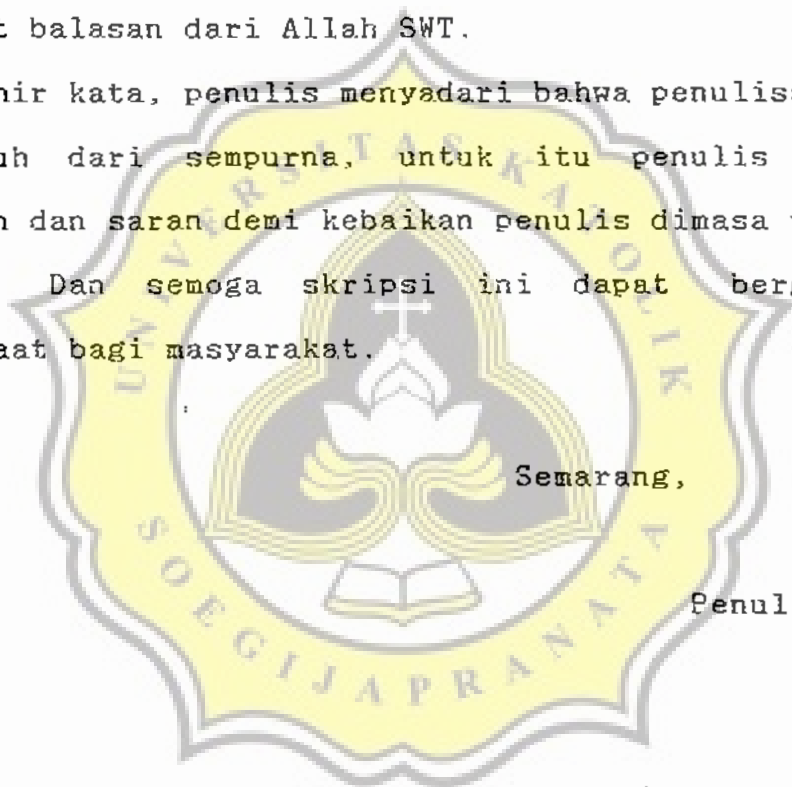 t balasan dari Allah SWT.
hir kata, penulis menyadari bahwa penulis
uh dari sempurna, untuk itu penulis
n dan saran demi kebaikan penulis dimasa
Dan semoga skripsi ini dapat ber
aat bagi masyarakat.
Semarang,
Penul
UNIVERSITAS KATOLIK
SOEGIJAPRANATA